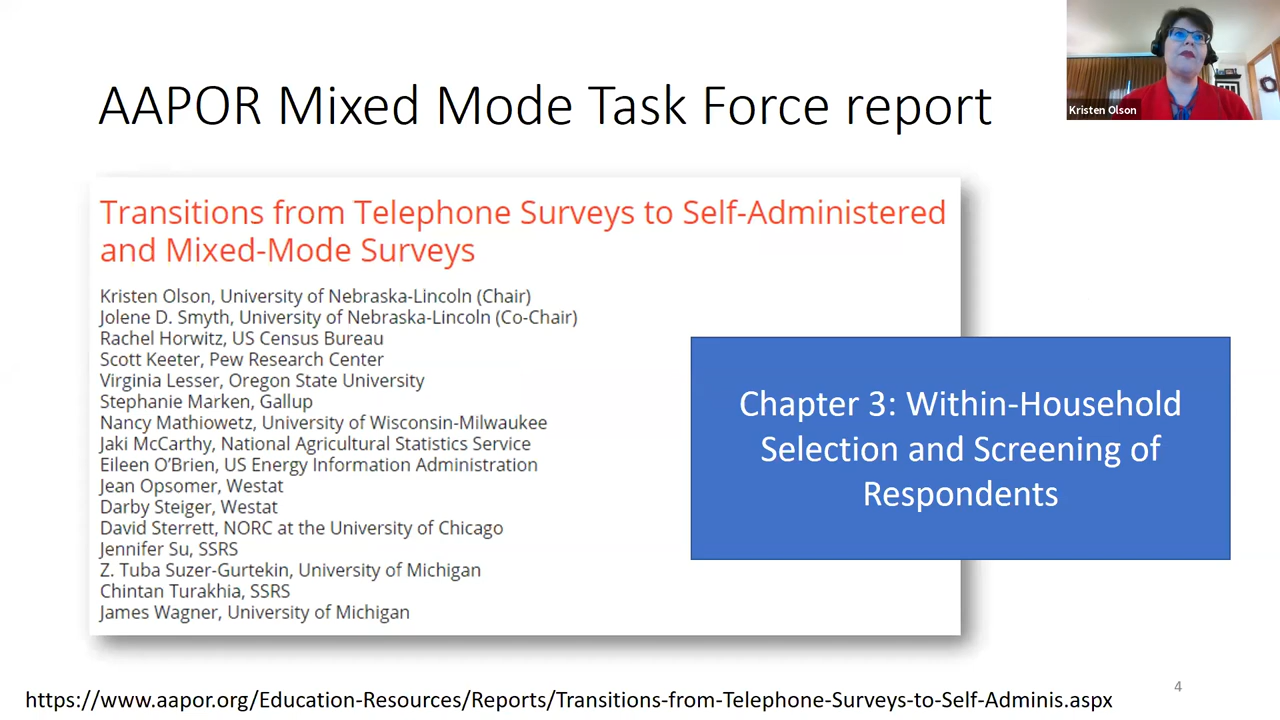 AAPOR Mixed Mode Task Force report
Kristen Olson
Transitions from Telephone Surveys to Self-Administered
and Mixed-Mode Surveys
Kristen Olson, University of Nebraska-Lincoln (Chair)
Jolene D. Smyth, University of Nebraska-Lincoln (Co-Chair)
Rachel Horwitz, US Census Bureau
Scott Keeter, Pew Research Center
Virginia Lesser, Oregon State University
Stephanie Marken, Gallup
Nancy Mathiowetz, University of Wisconsin-Milwaukee
Jaki McCarthy, National Agricultural Statistics Service
Eileen O’Brien, US Energy Information Administration
Jean Opsomer, Westat
Darby Steiger, Westat
David Sterrett, NORC at the University of Chicago
Jennifer Su, SSRS
Z. Tuba Suzer-Gurtekin, University of Michigan
Chintan Turakhia, SSRS
James Wagner, University of Michigan
Chapter 3: Within-Household
Selection and Screening of
Respondents
4
https://www.aapor.org/Education-Resources/Reports/Transitions-from-Telephone-Surveys-to-Self-Adminis.aspx